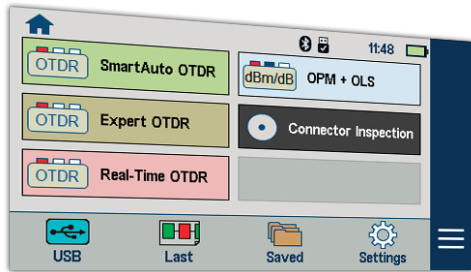 11:48
OTDR SmartAuto OTDR
dBm/dB OPM + OLS
OTDR Expert OTDR
Connector Inspection
OTDR Real-Time OTDR
USB
Last
Saved
Settings